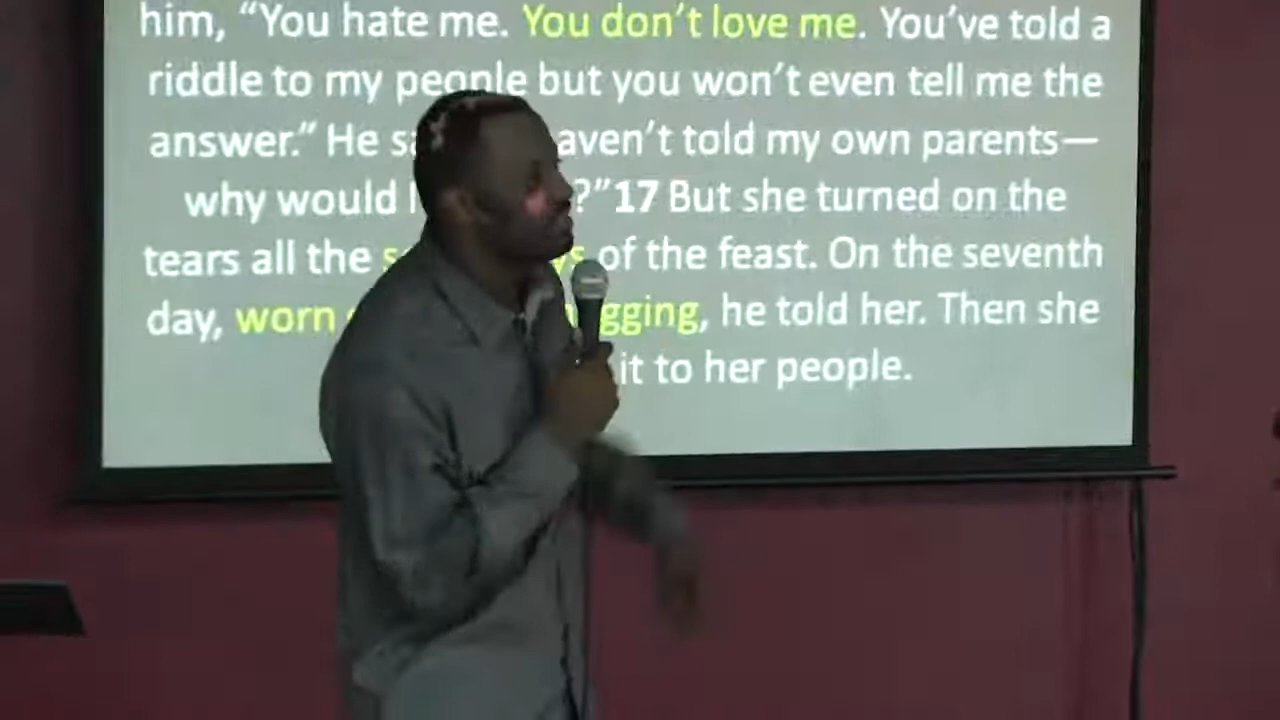 him, “You hate me. You don’t love me. You’ve told a
riddle to my people but you won’t even tell me the
answer.” He aven’t told my own parents—
why would I ?”17 But she turned on the
tears all the of the feast. On the seventh
day, worn gging, he told her. Then she
it to her people.